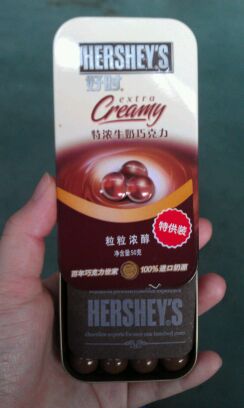 HERSHEY'S
好时
extra
Creamy
特浓牛奶巧克力
粒粒浓醇
特供装
净含量50克
百年巧克力世家
100%进口奶源
HERSHEY'S